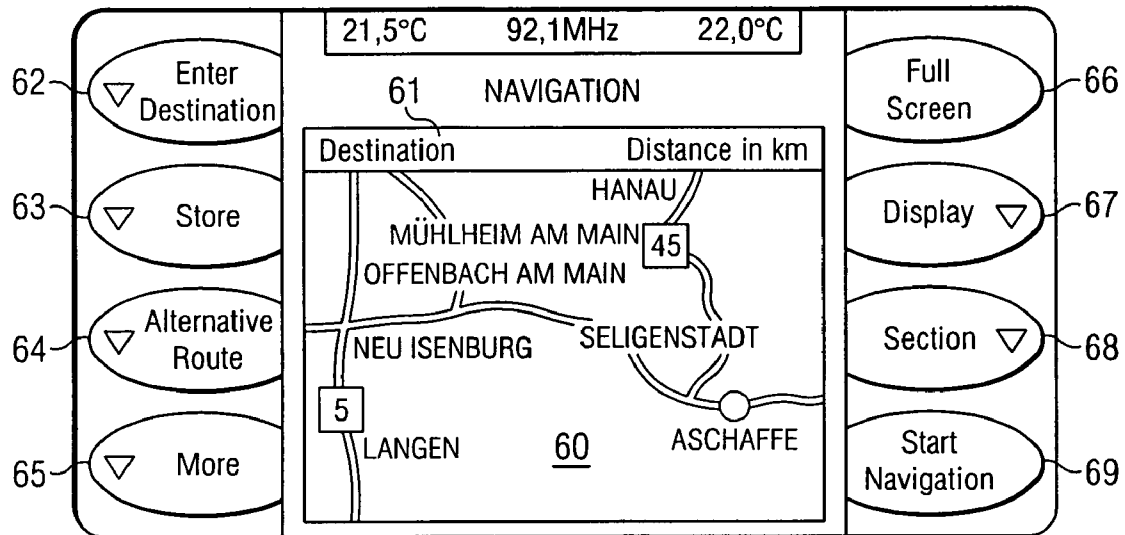 21,5°C 92,1MHz 22,0°C
NAVIGATION
61
Destination Distance in km
62
Enter
Destination
63
Store
64
Alternative
Route
65
More
HANAU
MÜHLHEIM AM MAIN
45
OFFENBACH AM MAIN
NEU ISENBURG
SELIGENSTADT
5
LANGEN
60
ASCHAFFE
Full
Screen
66
Display
67
Section
68
Start
Navigation
69